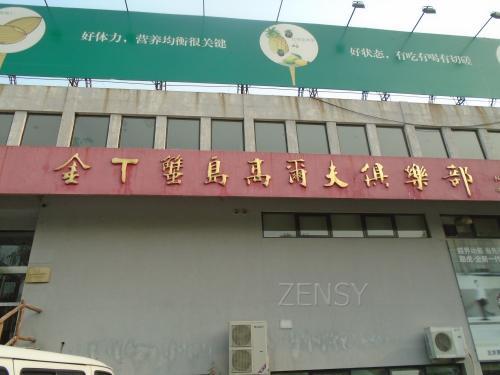 好体力，营养均衡很关键
好状态，有吃有喝有切磋
金丅蟹島高爾夫俱樂部
ZENSY